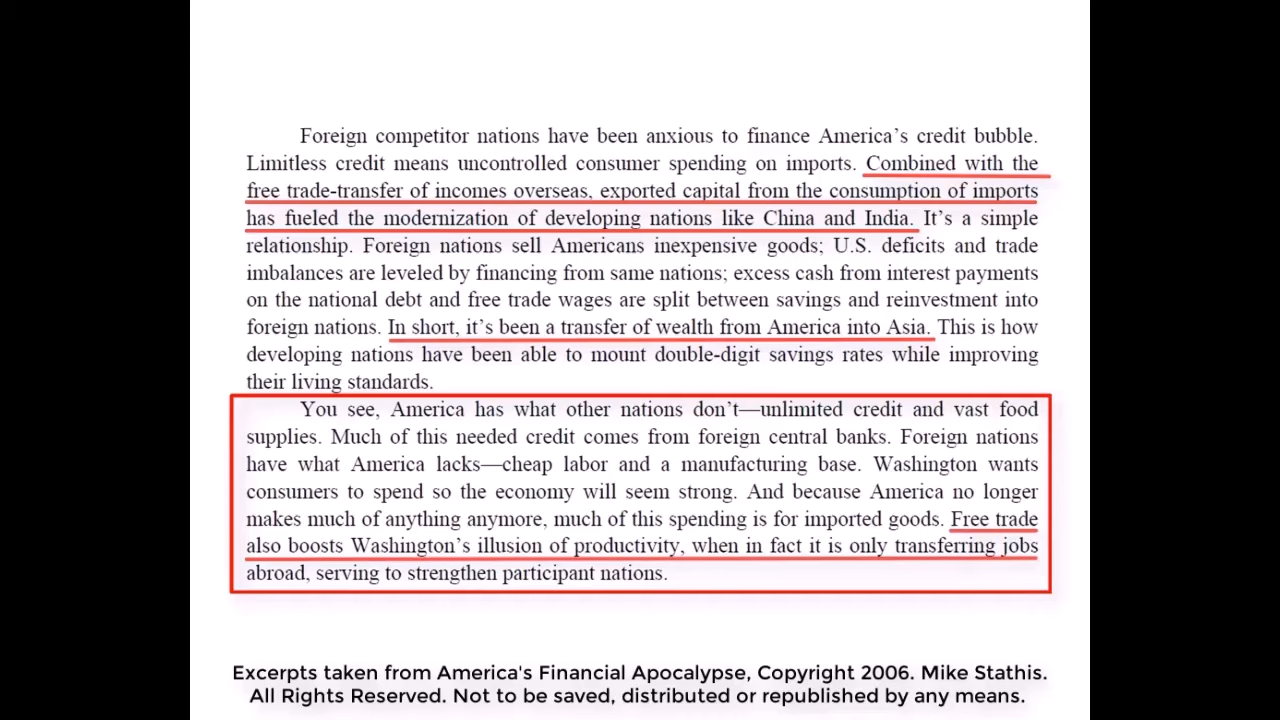 Foreign competitor nations have been anxious to finance America's credit bubble.
Limitless credit means uncontrolled consumer spending on imports. Combined with the
free trade-transfer of incomes overseas, exported capital from the consumption of imports
has fueled the modernization of developing nations like China and India. It's a simple
relationship. Foreign nations sell Americans inexpensive goods; U.S. deficits and trade
imbalances are leveled by financing from same nations; excess cash from interest payments
on the national debt and free trade wages are split between savings and reinvestment into
foreign nations. In short, it's been a transfer of wealth from America into Asia. This is how
developing nations have been able to mount double-digit savings rates while improving
their living standards.
You see, America has what other nations don't—unlimited credit and vast food
supplies. Much of this needed credit comes from foreign central banks. Foreign nations
have what America lacks—cheap labor and a manufacturing base. Washington wants
consumers to spend so the economy will seem strong. And because America no longer
makes much of anything anymore, much of this spending is for imported goods. Free trade
also boosts Washington's illusion of productivity, when in fact it is only transferring jobs
abroad, serving to strengthen participant nations.
Excerpts taken from America's Financial Apocalypse, Copyright 2006. Mike Stathis.
All Rights Reserved. Not to be saved, distributed or republished by any means.